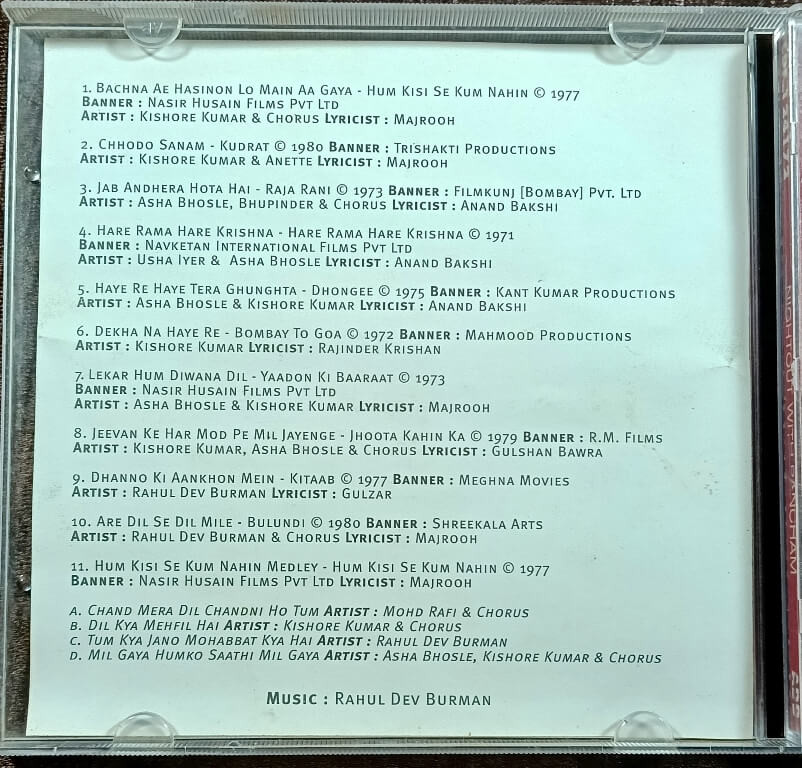 1. Bachna Ae Hasinon Lo Main Aa Gaya - Hum Kisi Se Kum Nahin © 1977
Banner : Nasir Husain Films Pvt Ltd
Artist : Kishore Kumar & Chorus Lyricist : Majrooh
2. Chhodo Sanam - Kudrat © 1980 Banner : Trishakti Productions
Artist : Kishore Kumar & Anette Lyricist : Majrooh
3. Jab Andhera Hota Hai - Raja Rani © 1973 Banner : Filmkunj [Bombay] Pvt. Ltd
Artist : Asha Bhosle, Bhupinder & Chorus Lyricist : Anand Bakshi
4. Hare Rama Hare Krishna - Hare Rama Hare Krishna © 1971
Banner : Navketan International Films Pvt Ltd
Artist : Usha Iyer & Asha Bhosle Lyricist : Anand Bakshi
5. Haye Re Haye Tera Ghunghta - Dhongee © 1975 Banner : Kant Kumar Productions
Artist : Asha Bhosle & Kishore Kumar Lyricist : Anand Bakshi
6. Dekha Na Haye Re - Bombay To Goa © 1972 Banner : Mahmood Productions
Artist : Kishore Kumar Lyricist : Rajinder Krishan
7. Lekar Hum Diwana Dil - Yaadon Ki Baaraat © 1973
Banner : Nasir Husain Films Pvt Ltd
Artist : Asha Bhosle & Kishore Kumar Lyricist : Majrooh
8. Jeevan Ke Har Mod Pe Mil Jayenge - Jhoota Kahin Ka © 1979 Banner : R.M. Films
Artist : Kishore Kumar, Asha Bhosle & Chorus Lyricist : Gulshan Bawra
9. Dhanno Ki Aankhon Mein - Kitaab © 1977 Banner : Meghna Movies
Artist : Rahul Dev Burman Lyricist : Gulzar
10. Are Dil Se Dil Mile - Bulundi © 1980 Banner : Shreekala Arts
Artist : Rahul Dev Burman & Chorus Lyricist : Majrooh
11. Hum Kisi Se Kum Nahin Medley - Hum Kisi Se Kum Nahin © 1977
Banner : Nasir Husain Films Pvt Ltd Lyricist : Majrooh
a. Chand Mera Dil Chandni Ho Tum Artist : Mohd Rafi & Chorus
b. Dil Kya Mehfil Hai Artist : Kishore Kumar & Chorus
c. Tum Kya Jano Mohabbat Kya Hai Artist : Rahul Dev Burman
d. Mil Gaya Humko Saathi Mil Gaya Artist : Asha Bhosle, Kishore Kumar & Chorus
Music : Rahul Dev Burman
NIGHTOUT WITH PANCHAM